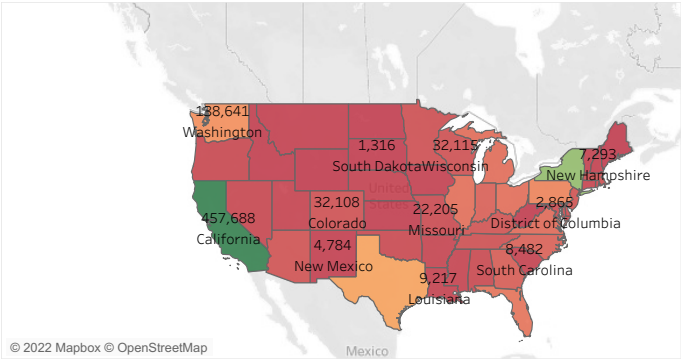 138,641
Washington
1,316
South Dakota
32,115
Wisconsin
7,293
New Hampshire
United
States
457,688
California
32,108
Colorado
22,205
Missouri
2,865
District of Columbia
4,784
New Mexico
8,482
South Carolina
9,217
Louisiana
© 2022 Mapbox © OpenStreetMap
Mexico